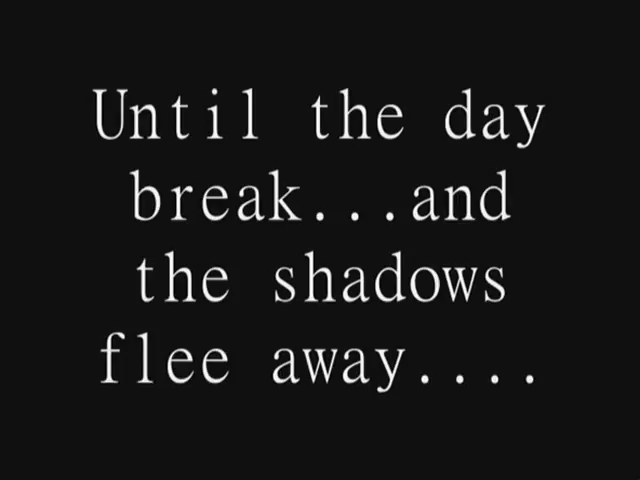 Until the day
break...and
the shadows
flee away....